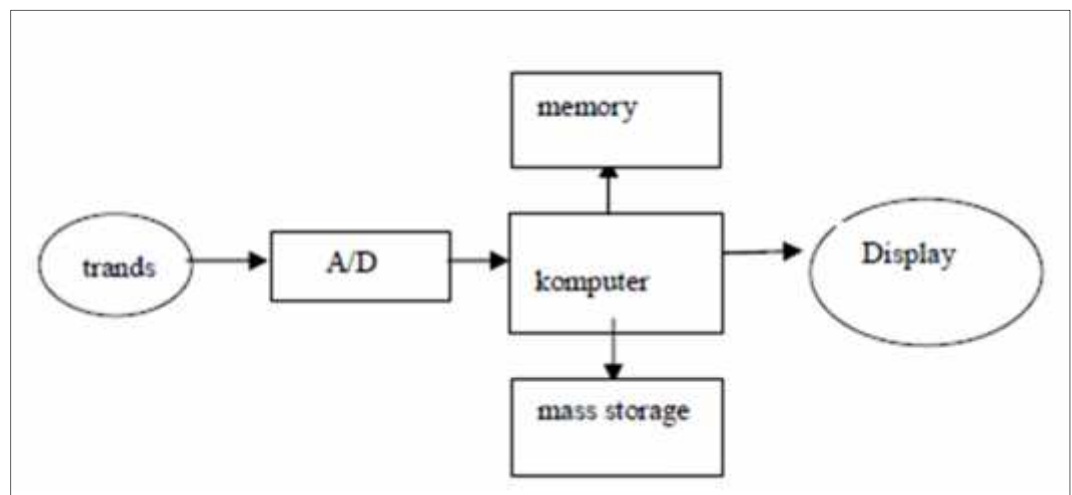 memory
trands
A/D
komputer
Display
mass storage